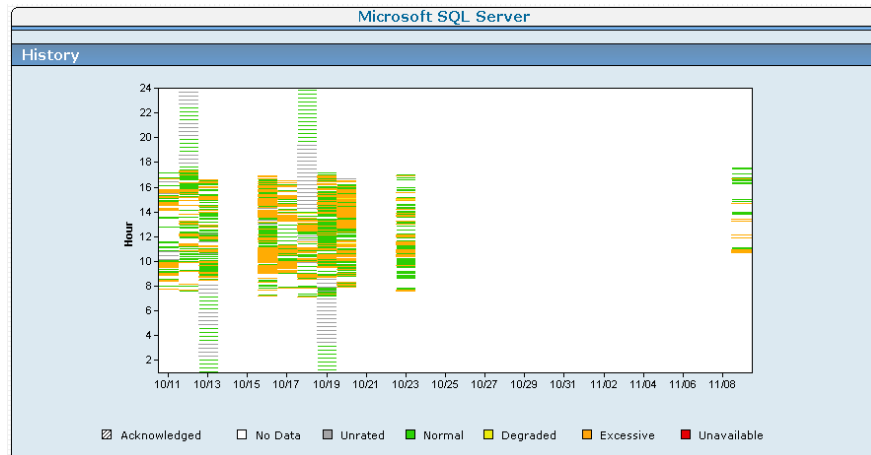 Microsoft SQL Server
History
24
22
20
18
16
14
12
10
8
6
4
2
Hour
10/11 10/13 10/15 10/17 10/19 10/21 10/23 10/25 10/27 10/29 10/31 11/02 11/04 11/06 11/08
Acknowledged No Data Unrated Normal Degraded Excessive Unavailable